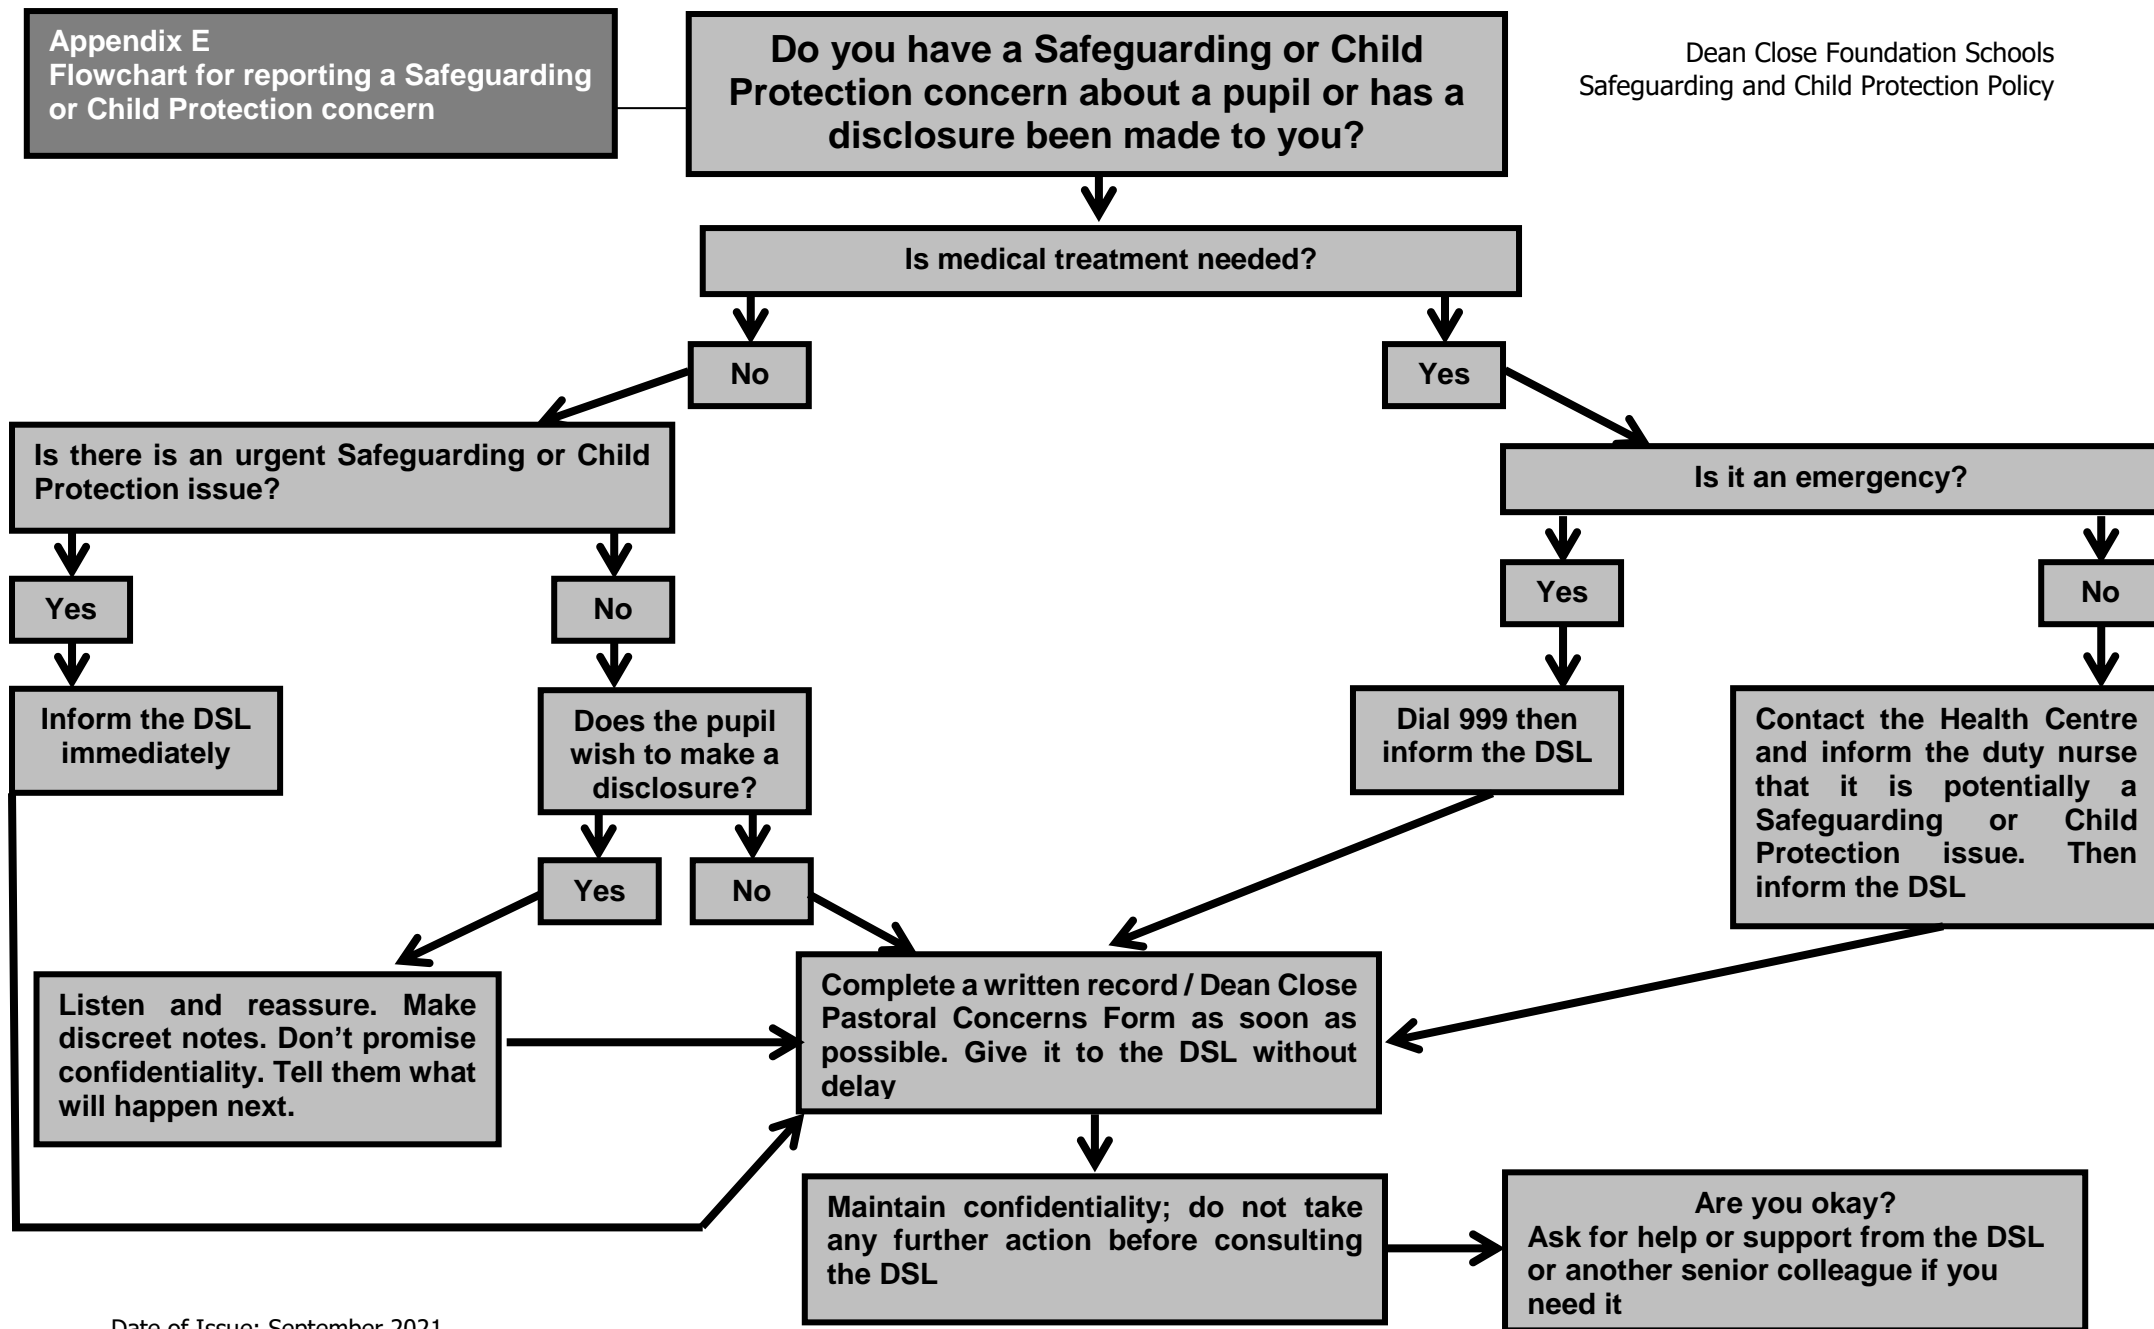 Appendix E
Flowchart for reporting a Safeguarding
or Child Protection concern
Do you have a Safeguarding or Child
Protection concern about a pupil or has a
disclosure been made to you?
Dean Close Foundation Schools
Safeguarding and Child Protection Policy
Is medical treatment needed?
No
Yes
Is there is an urgent Safeguarding or Child
Protection issue?
Is it an emergency?
Yes
No
Yes
No
Inform the DSL
immediately
Does the pupil
wish to make a
disclosure?
Dial 999 then
inform the DSL
Contact the Health Centre
and inform the duty nurse
that it is potentially a
Safeguarding or Child
Protection issue. Then
inform the DSL
Yes
No
Listen and reassure. Make
discreet notes. Don’t promise
confidentiality. Tell them what
will happen next.
Complete a written record / Dean Close
Pastoral Concerns Form as soon as
possible. Give it to the DSL without
delay
Maintain confidentiality; do not take
any further action before consulting
the DSL
Are you okay?
Ask for help or support from the DSL
or another senior colleague if you
need it
Date of Issue: September 2021